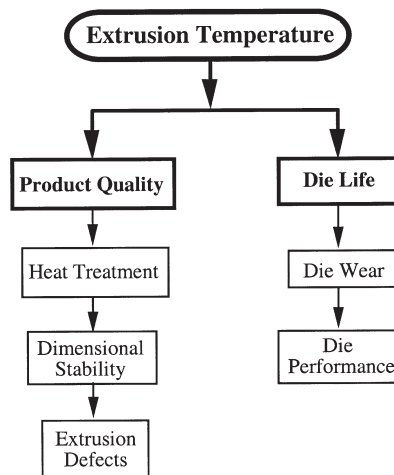 Extrusion Temperature
Product Quality
Heat Treatment
Dimensional
Stability
Extrusion
Defects
Die Life
Die Wear
Die
Performance